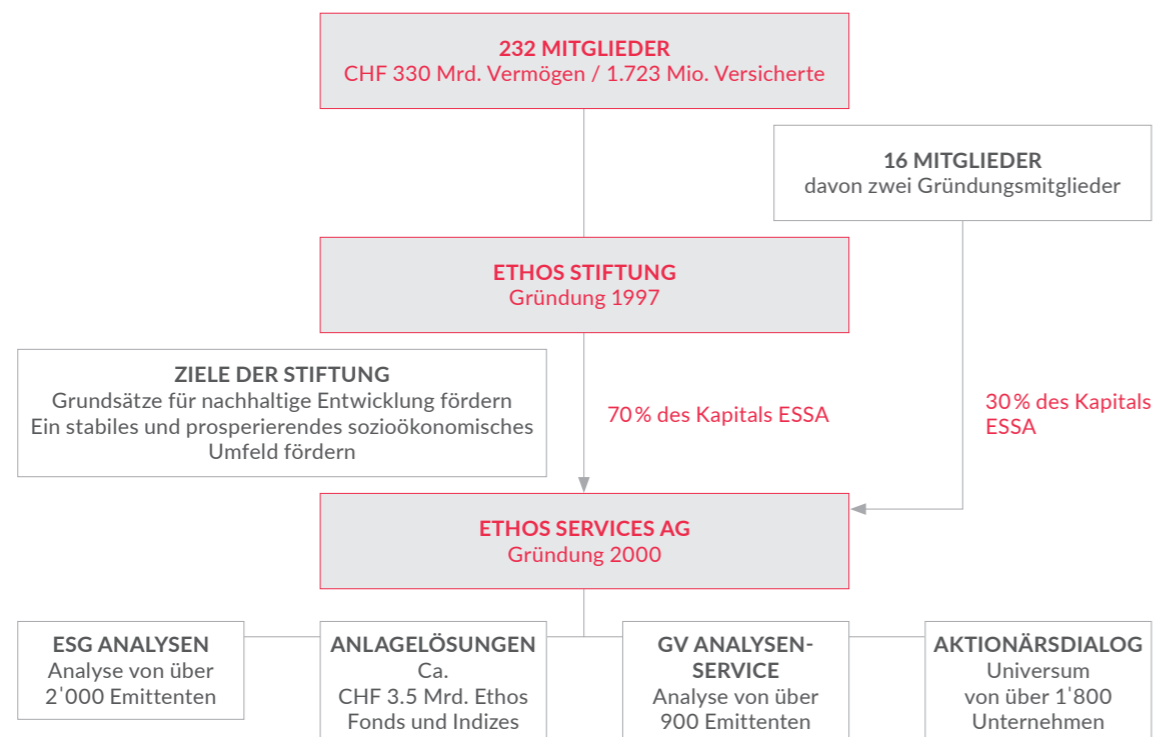 232 MITGLIEDER
CHF 330 Mrd. Vermögen / 1.723 Mio. Versicherte
16 MITGLIEDER
davon zwei Gründungsmitglieder
ETHOS STIFTUNG
Gründung 1997
ZIELE DER STIFTUNG
Grundsätze für nachhaltige Entwicklung fördern
Ein stabiles und prosperierendes sozioökonomisches
Umfeld fördern
70% des Kapitals ESSA
30% des Kapitals
ESSA
ETHOS SERVICES AG
Gründung 2000
ESG ANALYSEN
Analyse von über
2'000 Emittenten
ANLAGELÖSUNGEN
Ca.
CHF 3.5 Mrd. Ethos
Fonds und Indizes
GV ANALYSEN-
SERVICE
Analyse von über
900 Emittenten
AKTIONÄRSDIALOG
Universum
von über 1'800
Unternehmen